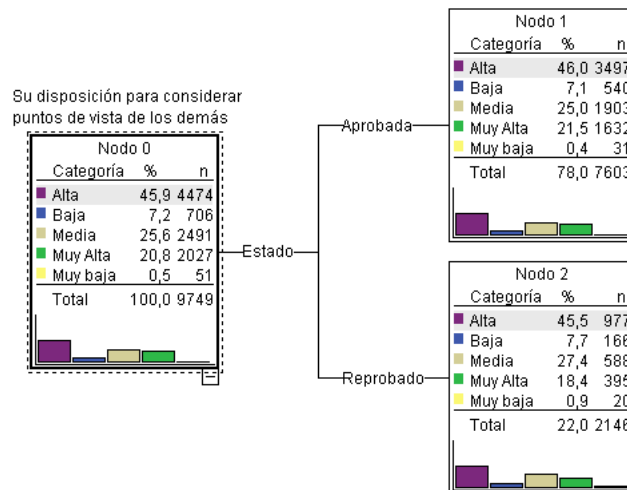 Su disposición para considerar
puntos de vista de los demás
Nodo 0
Categoría % n
Alta 45,9 4474
Baja 7,2 706
Media 25,6 2491
Muy Alta 20,8 2027
Muy baja 0,5 51
Total 100,0 9749
Estado
Aprobada
Nodo 1
Categoría % n
Alta 46,0 3497
Baja 7,1 540
Media 25,0 1903
Muy Alta 21,5 1632
Muy baja 0,4 31
Total 78,0 7603
Reprobado
Nodo 2
Categoría % n
Alta 45,5 977
Baja 7,7 166
Media 27,4 588
Muy Alta 18,4 395
Muy baja 0,9 20
Total 22,0 2146